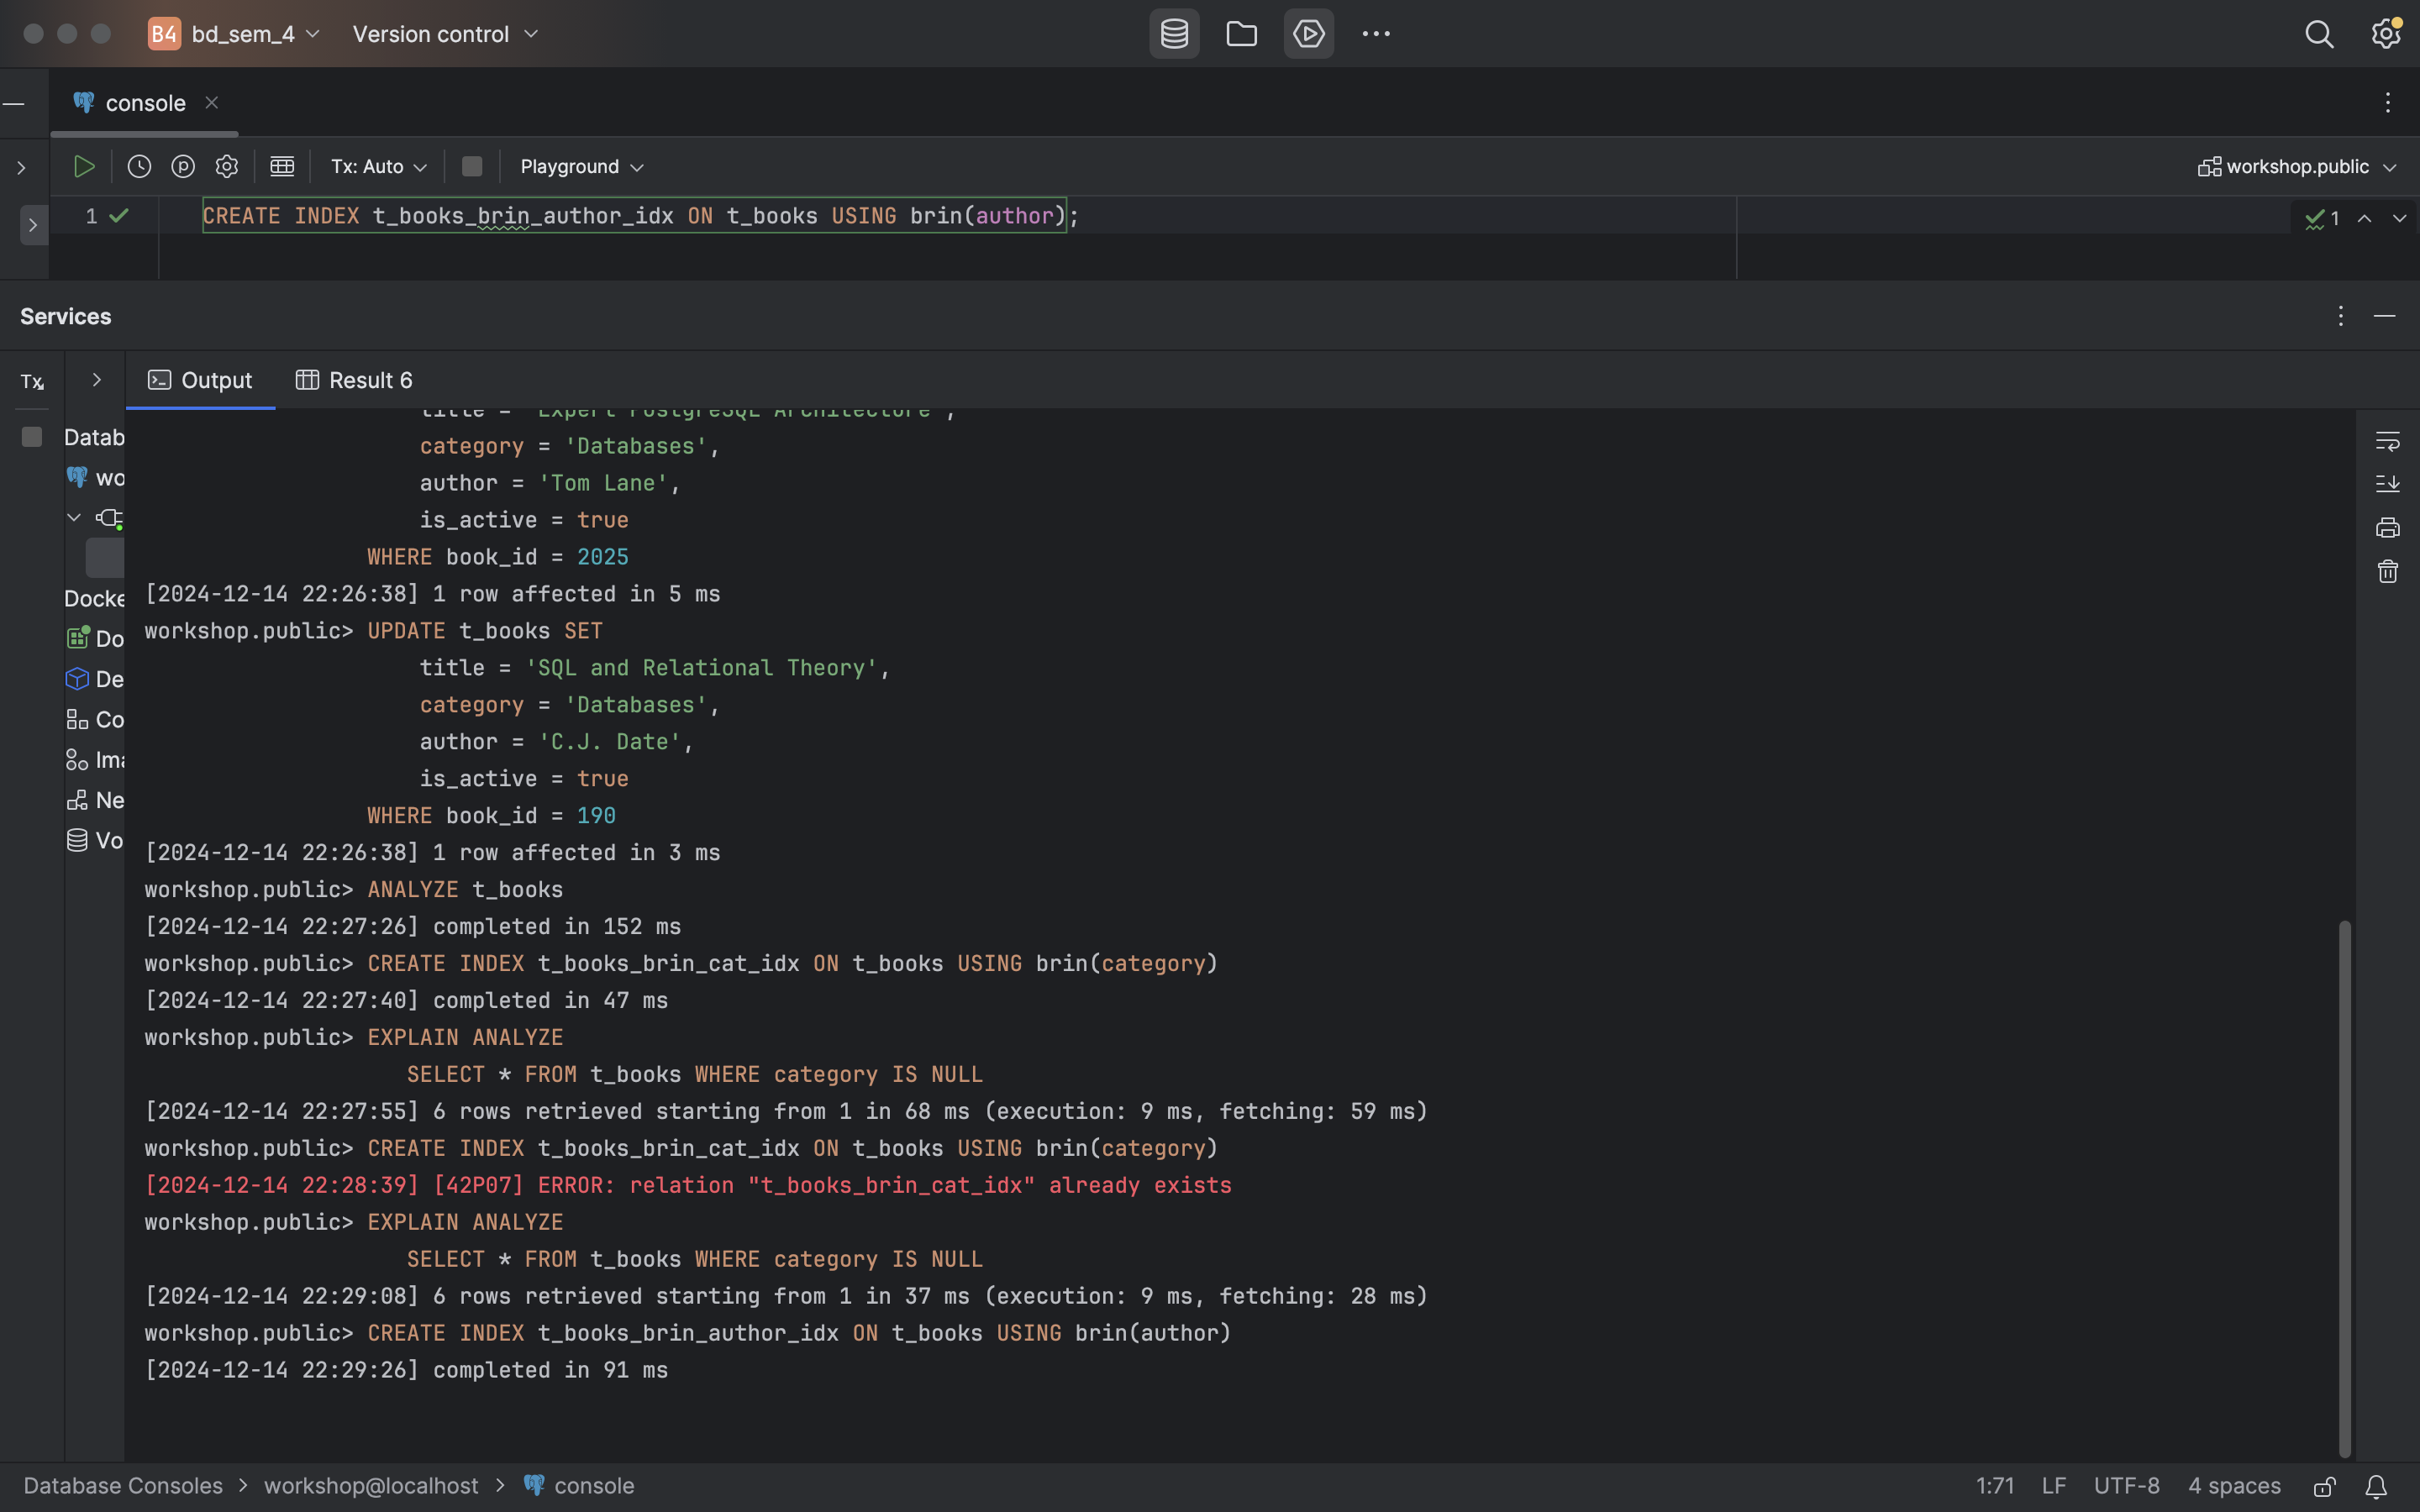 B4 bd_sem_4 Version control
console
Tx: Auto Playground workshop.public
1 CREATE INDEX t_books_brin_author_idx ON t_books USING brin(author); 1
Services
Tx Output Result 6
title = 'Expert PostgreSQL Architecture',
Datab
category = 'Databases',
wo
author = 'Tom Lane',
is_active = true
WHERE book_id = 2025
Docke
[2024-12-14 22:26:38] 1 row affected in 5 ms
Do
workshop.public> UPDATE t_books SET
title = 'SQL and Relational Theory',
De
category = 'Databases',
Co
author = 'C.J. Date',
Ima
is_active = true
Ne
WHERE book_id = 190
Vo
[2024-12-14 22:26:38] 1 row affected in 3 ms
workshop.public> ANALYZE t_books
[2024-12-14 22:27:26] completed in 152 ms
workshop.public> CREATE INDEX t_books_brin_cat_idx ON t_books USING brin(category)
[2024-12-14 22:27:40] completed in 47 ms
workshop.public> EXPLAIN ANALYZE
SELECT * FROM t_books WHERE category IS NULL
[2024-12-14 22:27:55] 6 rows retrieved starting from 1 in 68 ms (execution: 9 ms, fetching: 59 ms)
workshop.public> CREATE INDEX t_books_brin_cat_idx ON t_books USING brin(category)
[2024-12-14 22:28:39] [42P07] ERROR: relation "t_books_brin_cat_idx" already exists
workshop.public> EXPLAIN ANALYZE
SELECT * FROM t_books WHERE category IS NULL
[2024-12-14 22:29:08] 6 rows retrieved starting from 1 in 37 ms (execution: 9 ms, fetching: 28 ms)
workshop.public> CREATE INDEX t_books_brin_author_idx ON t_books USING brin(author)
[2024-12-14 22:29:26] completed in 91 ms
Database Consoles > workshop@localhost > console 1:71 LF UTF-8 4 spaces